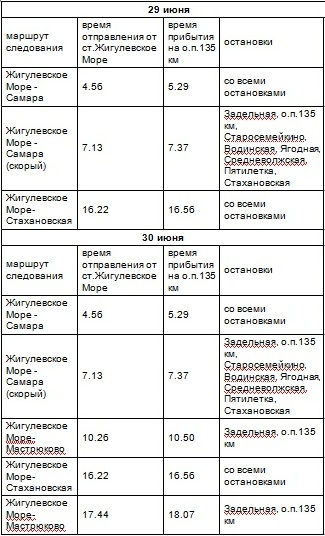 29 июня
маршрут следования
время отправления от ст.Жигулевское Море
время прибытия на о.п.135 км
остановки
Жигулевское Море - Самара
4.56
5.29
со всеми остановками
Жигулевское Море - Самара (скорый)
7.13
7.37
Задельная, о.п.135 км, Старосемейкино, Водинская, Ягодная, Средневолжская, Пятилетка, Стахановская
Жигулевское Море-Стахановская
16.22
16.56
со всеми остановками
30 июня
маршрут следования
время отправления от ст.Жигулевское Море
время прибытия на о.п.135 км
остановки
Жигулевское Море - Самара
4.56
5.29
со всеми остановками
Жигулевское Море - Самара (скорый)
7.13
7.37
Задельная, о.п.135 км, Старосемейкино, Водинская, Ягодная, Средневолжская, Пятилетка, Стахановская
Жигулевское Море-Мастрюково
10.26
10.50
Задельная, о.п.135 км
Жигулевское Море-Стахановская
16.22
16.56
со всеми остановками
Жигулевское Море-Мастрюково
17.44
18.07
Задельная, о.п.135 км